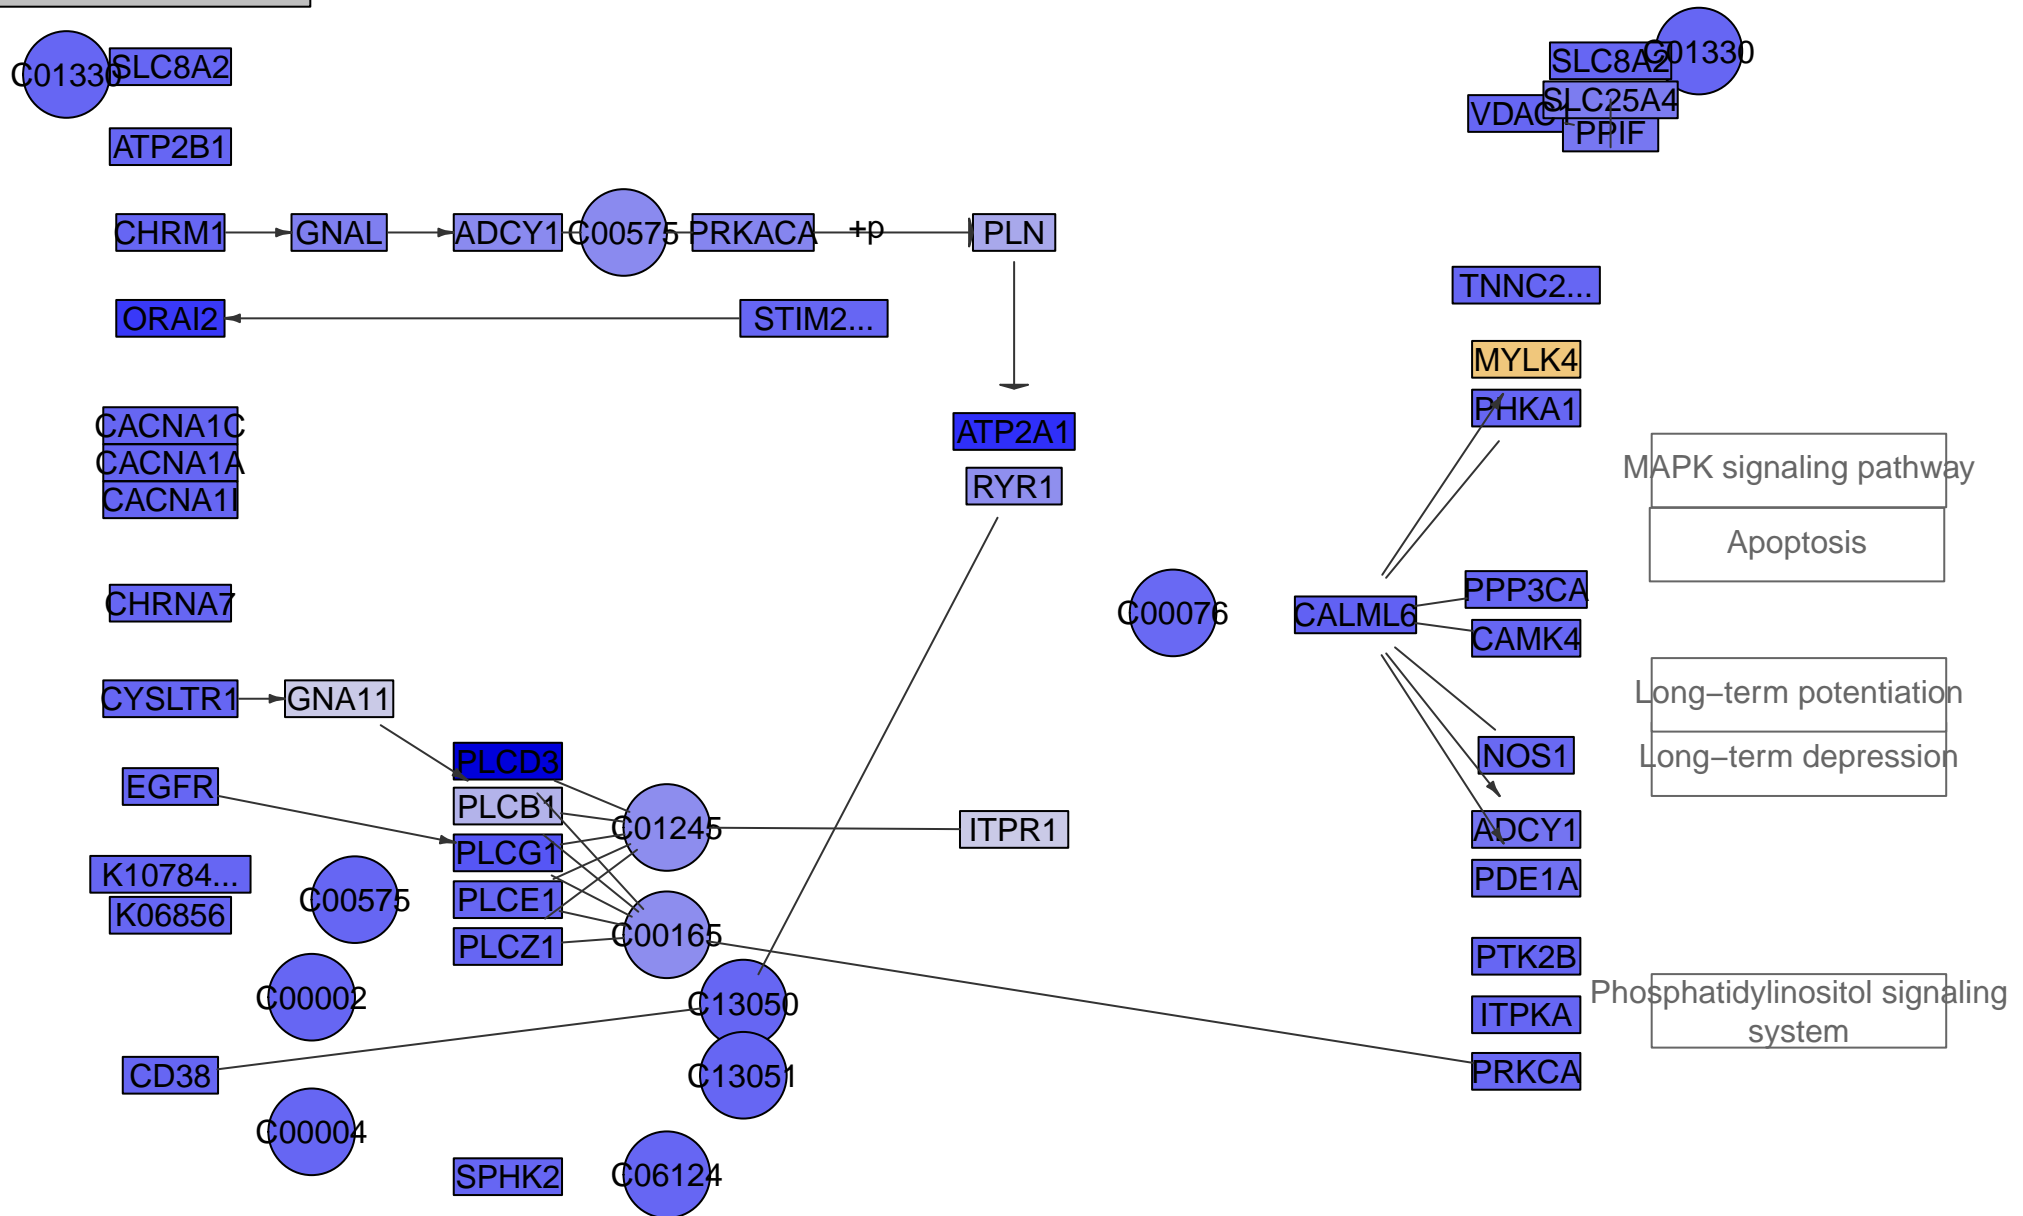 C01330
SLC8A2
SLC8A2
C01330
SLC25A4
VDAC1
PPIF
ATP2B1
CHRM1
GNAL
ADCY1
C00575
PRKACA
+p
PLN
TNNC2...
ORAI2
STIM2...
MYLK4
PHKA1
CACNA1C
CACNA1A
CACNA1I
ATP2A1
RYR1
MAPK signaling pathway
Apoptosis
CHRNA7
C00076
CALML6
PPP3CA
CAMK4
CYSLTR1
GNA11
Long−term potentiation
Long−term depression
NOS1
EGFR
PLCD3
PLCB1
PLCG1
PLCE1
PLCZ1
C01245
C00165
ITPR1
ADCY1
PDE1A
K10784...
K06856
C00575
C00002
C13050
C13051
PTK2B
ITPKA
PRKCA
Phosphatidylinositol signaling
system
CD38
C00004
SPHK2
C06124